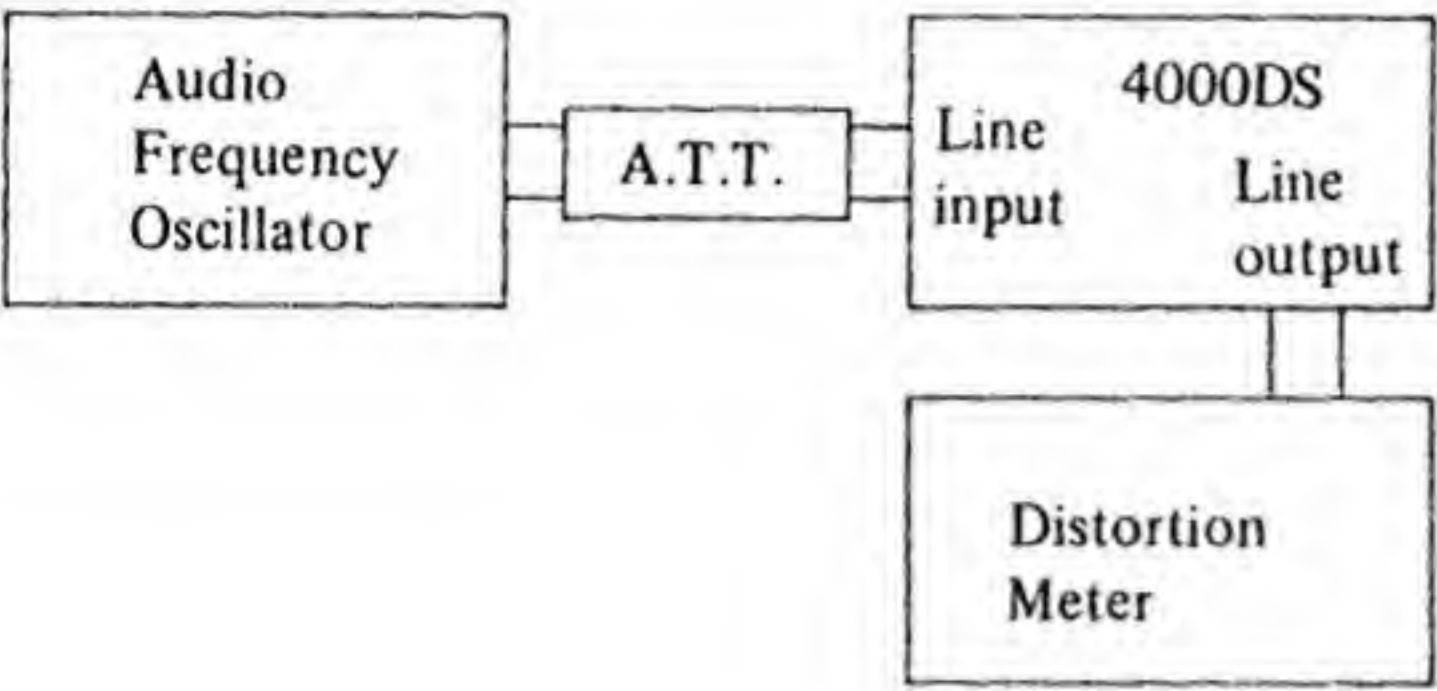 Audio
Frequency
Oscillator
A.T.T.
4000DS
Line
input
Line
output
Distortion
Meter